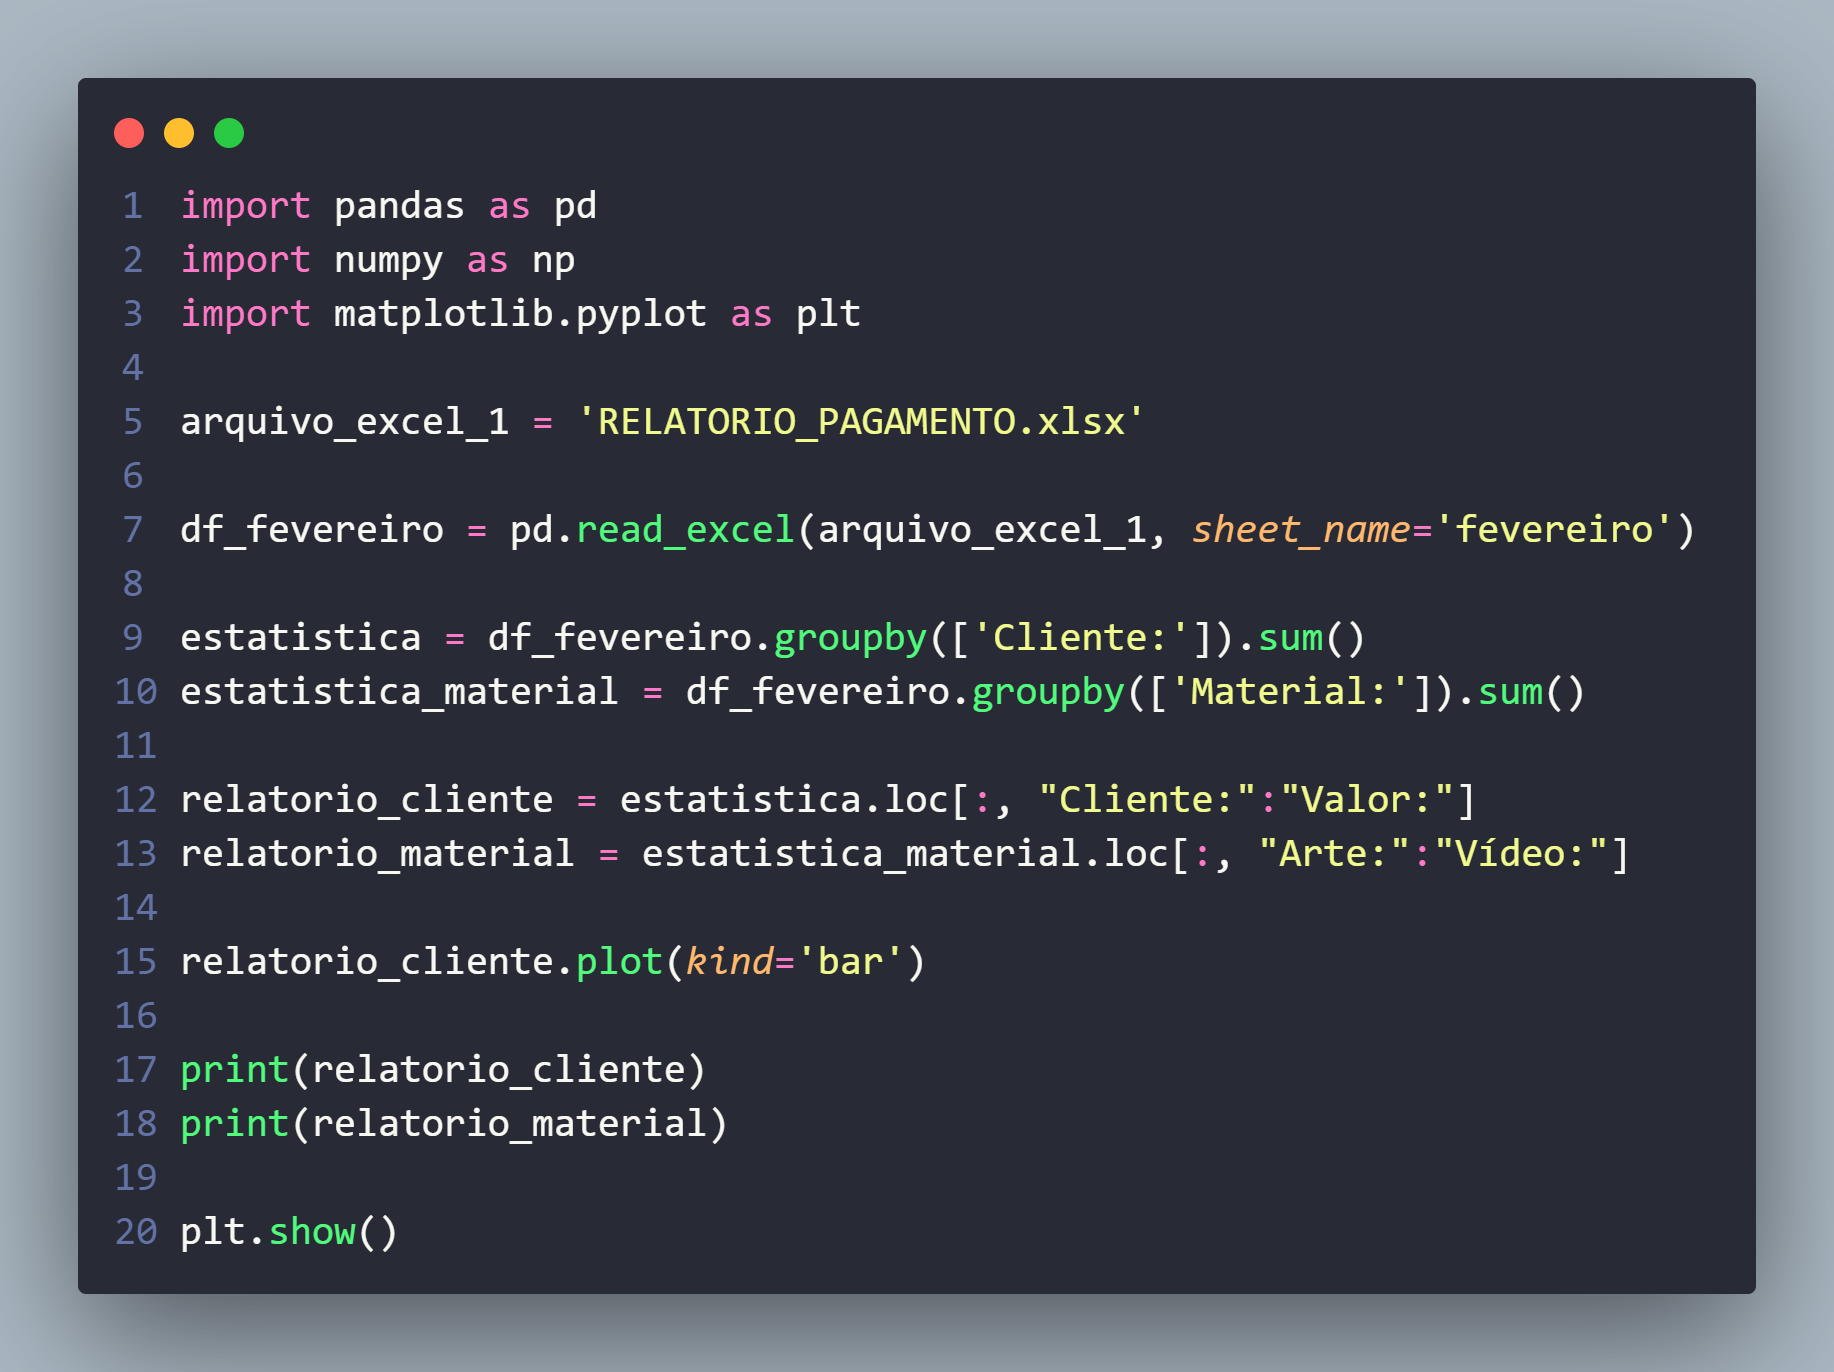 1 import pandas as pd
2 import numpy as np
3 import matplotlib.pyplot as plt
4
5 arquivo_excel_1 = 'RELATORIO_PAGAMENTO.xlsx'
6
7 df_fevereiro = pd.read_excel(arquivo_excel_1, sheet_name='fevereiro')
8
9 estatistica = df_fevereiro.groupby(['Cliente:']).sum()
10 estatistica_material = df_fevereiro.groupby(['Material:']).sum()
11
12 relatorio_cliente = estatistica.loc[:, "Cliente:":"Valor:"]
13 relatorio_material = estatistica_material.loc[:, "Arte:":"Vídeo:"]
14
15 relatorio_cliente.plot(kind='bar')
16
17 print(relatorio_cliente)
18 print(relatorio_material)
19
20 plt.show()